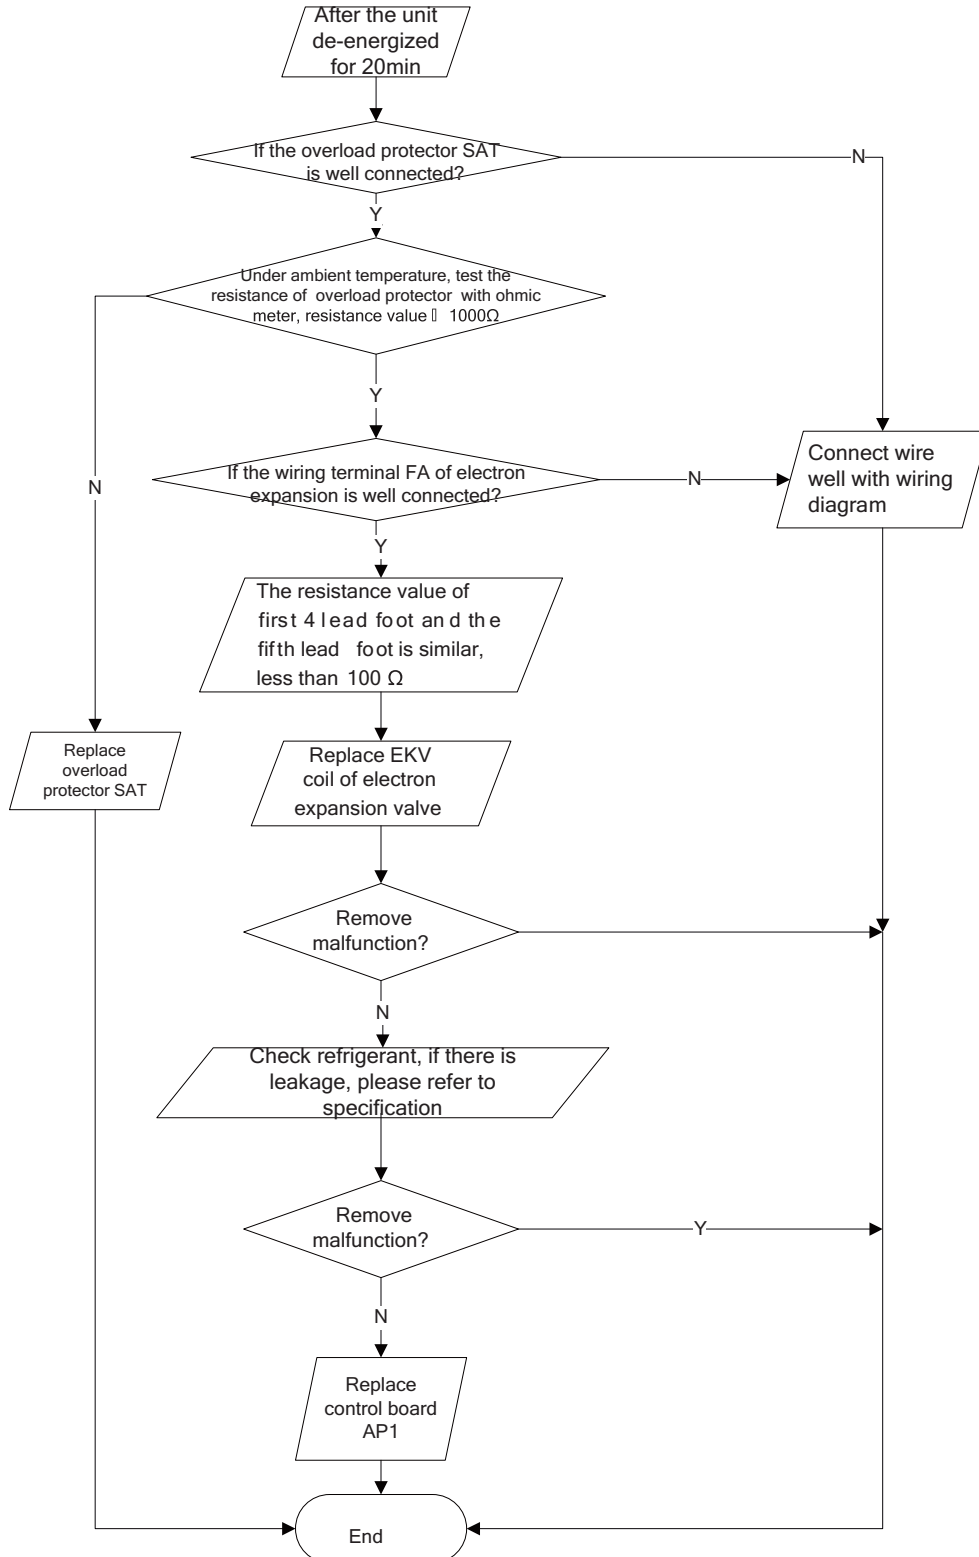 After the unit
de-energized
for 20min
If the overload protector SAT
is well connected?
N
Y
Under ambient temperature, test the
resistance of overload protector with ohmic
meter, resistance value 1000Ω
Y
N
If the wiring terminal FA of electron
expansion is well connected?
N
Connect wire
well with wiring
diagram
Y
The resistance value of
first 4 lead foot and the
fifth lead foot is similar,
less than 100 Ω
Replace
overload
protector SAT
Replace EKV
coil of electron
expansion valve
Remove
malfunction?
N
Check refrigerant, if there is
leakage, please refer to
specification
Remove
malfunction?
Y
N
Replace
control board
AP1
End